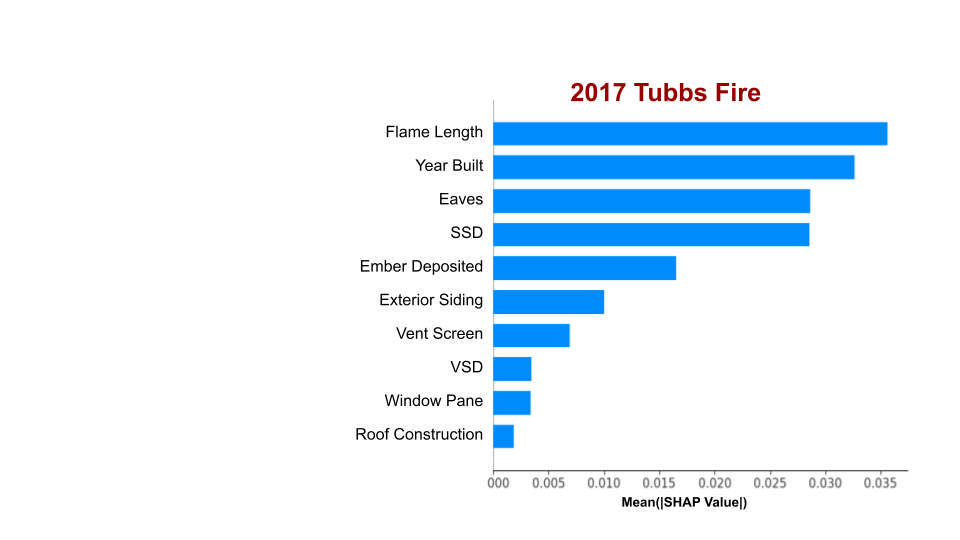 2017 Tubbs Fire
Flame Length
Year Built
Eaves
SSD
Ember Deposited
Exterior Siding
Vent Screen
VSD
Window Pane
Roof Construction
000 0.005 0.010 0.015 0.020 0.025 0.030 0.035
Mean(|SHAP Value|)